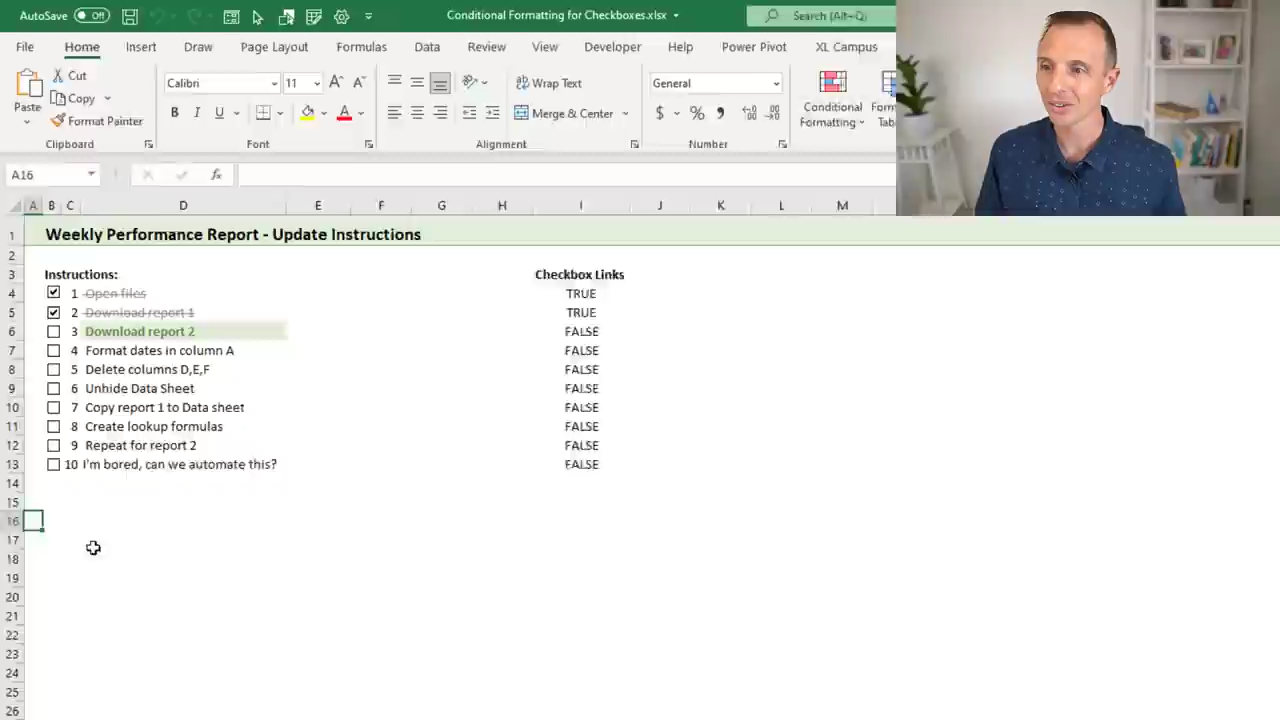 AutoSave Off Conditional Formatting for Checkboxes.xlsx Search (Alt+Q)
File Home Insert Draw Page Layout Formulas Data Review View Developer Help Power Pivot XL Campus
Paste Cut Calibri 11 Wrap Text General Conditional
Copy
Format Painter B I U A Merge & Center $ % Formatting
Clipboard Font Alignment Number
A16 fx
A B C D E F G H I J K L M
1 Weekly Performance Report - Update Instructions
2
3 Instructions: Checkbox Links
4 1 Open files TRUE
5 2 Download report 1 TRUE
6 3 Download report 2 FALSE
7 4 Format dates in column A FALSE
8 5 Delete columns D,E,F FALSE
9 6 Unhide Data Sheet FALSE
10 7 Copy report 1 to Data sheet FALSE
11 8 Create lookup formulas FALSE
12 9 Repeat for report 2 FALSE
13 10 I'm bored, can we automate this? FALSE
14
15
16
17
18
19
20
21
22
23
24
25
26